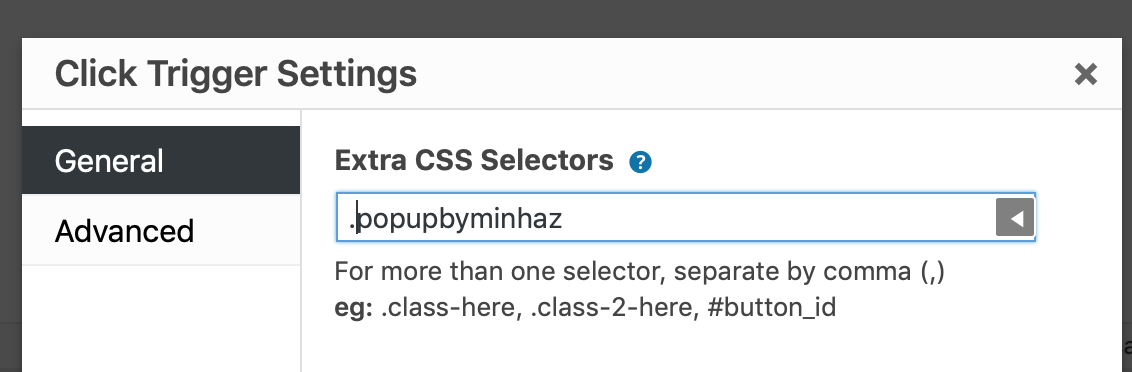 Click Trigger Settings
General
Advanced
Extra CSS Selectors
.popupbyminhaz
For more than one selector, separate by comma (,)
eg: .class-here, .class-2-here, #button_id